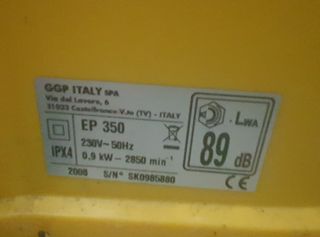 GGP ITALY SPA
Via del Lavoro, 6
31033 Castelfranco V.to (TV) - ITALY
EP 350
230V~50Hz
IPX4
0.9 kW - 2850 min⁻¹
2008 S/N° SK0985880
LWA
89 dB
CE